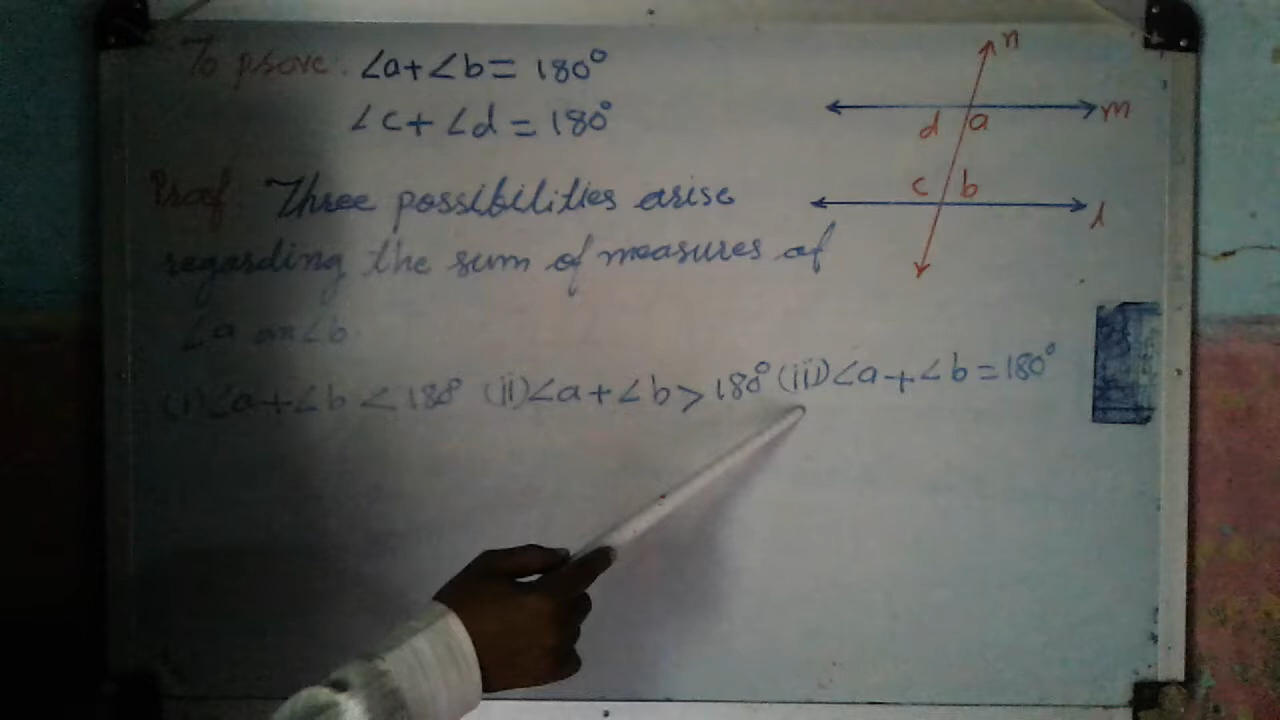 To prove: ∠a+∠b= 180°
∠c+∠d=180°
Proof: Three possibilities arise
regarding the sum of measures of
∠a an∠b.
(i)∠a+∠b<180° (ii)∠a+∠b>180° (iii)∠a+∠b=180°
n
m
d a
c b
l